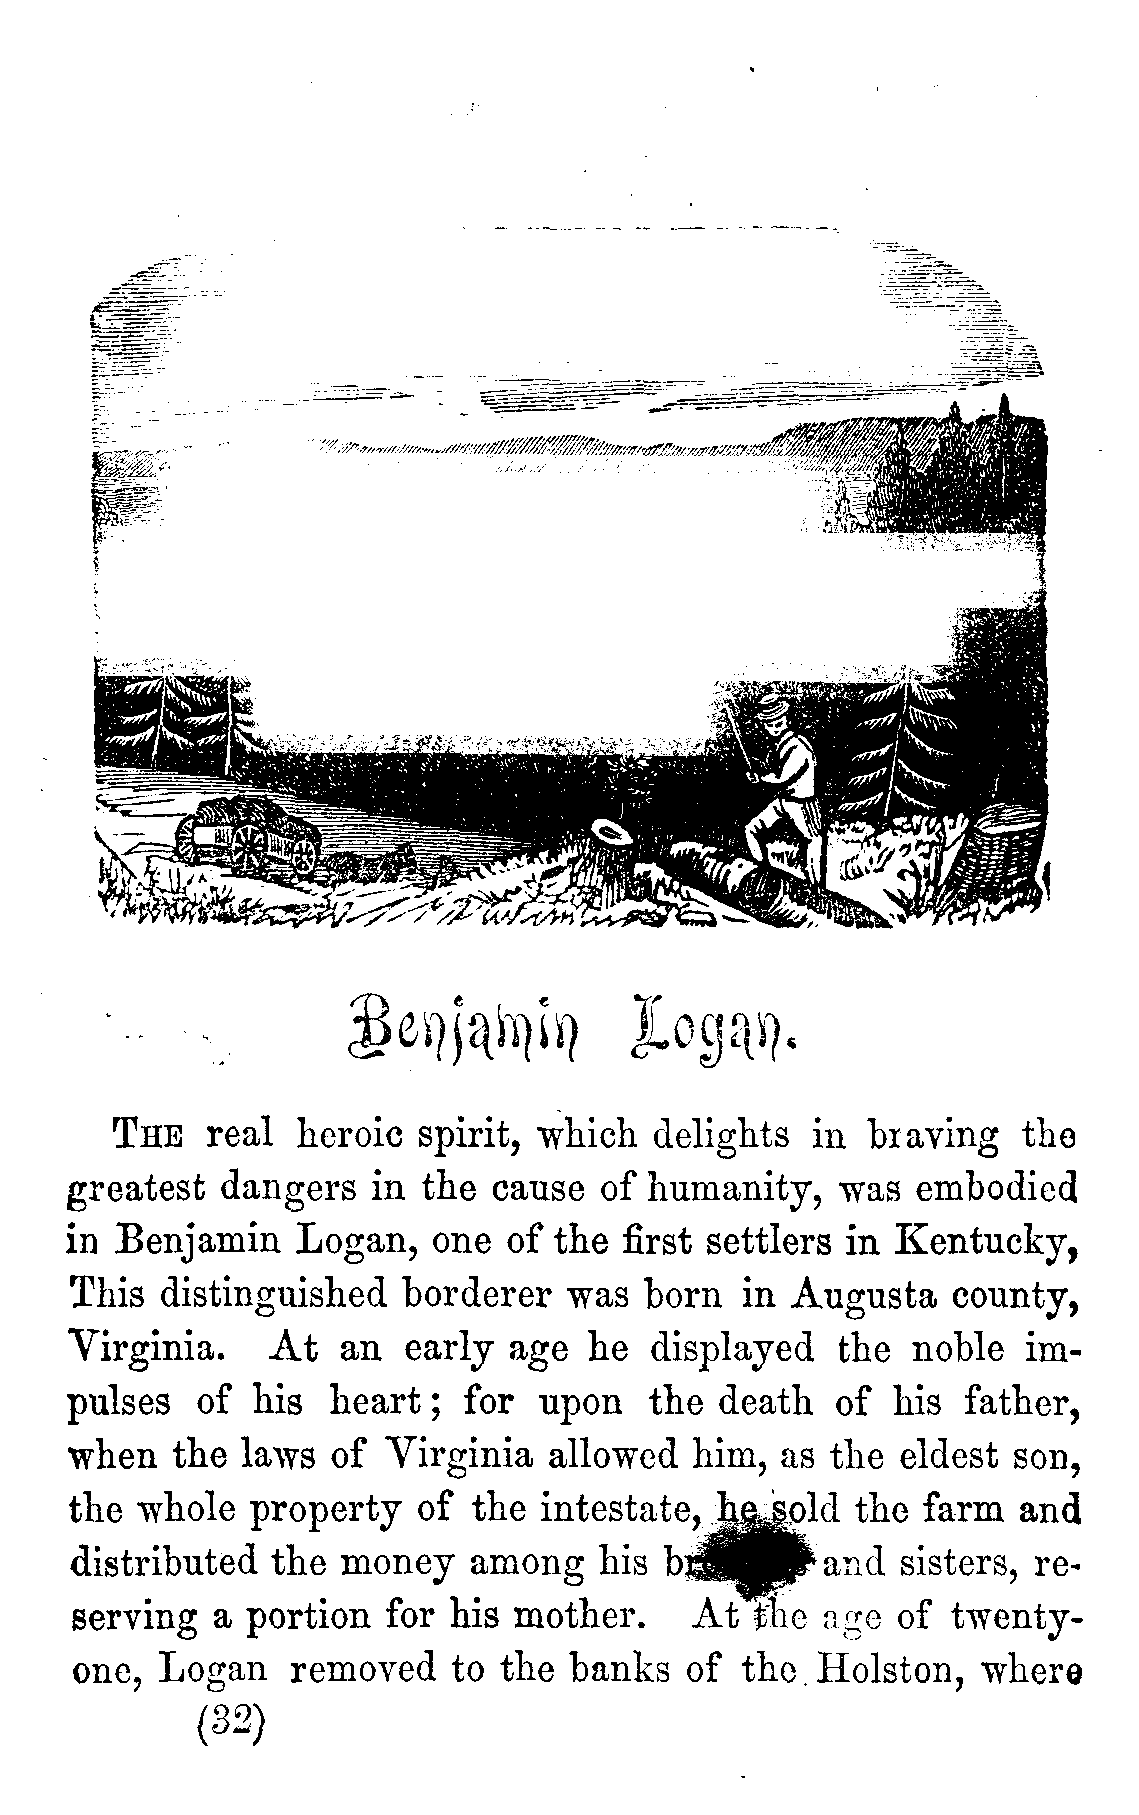 Benjamin Logan.
THE real heroic spirit, which delights in braving the
greatest dangers in the cause of humanity, was embodied
in Benjamin Logan, one of the first settlers in Kentucky,
This distinguished borderer was born in Augusta county,
Virginia. At an early age he displayed the noble im-
pulses of his heart; for upon the death of his father,
when the laws of Virginia allowed him, as the eldest son,
the whole property of the intestate, he sold the farm and
distributed the money among his and sisters, re-
serving a portion for his mother. At the age of twenty-
one, Logan removed to the banks of the Holston, where
(32)